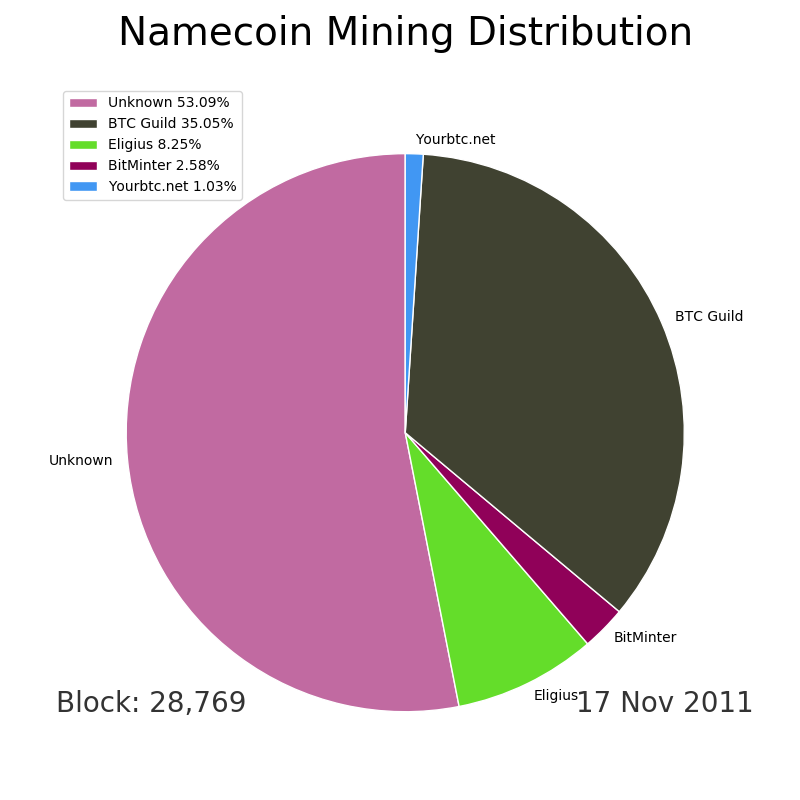 Namecoin Mining Distribution
Unknown 53.09%
BTC Guild 35.05%
Eligius 8.25%
BitMinter 2.58%
Yourbtc.net 1.03%
Yourbtc.net
BTC Guild
Unknown
BitMinter
Eligius
Block: 28,769
17 Nov 2011